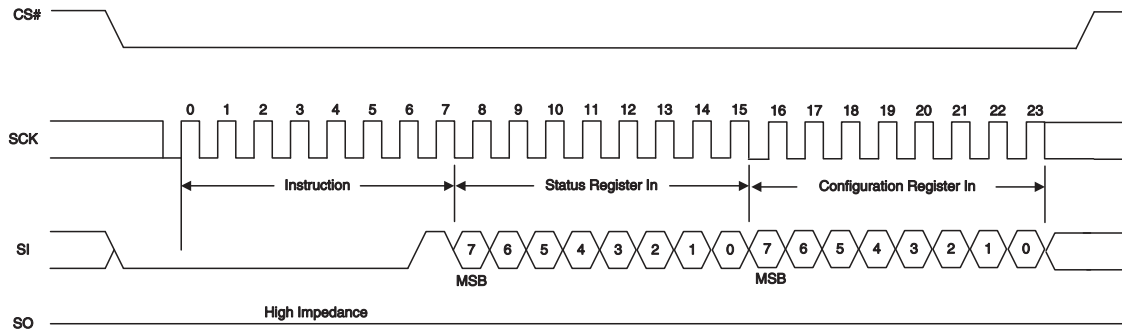 CS#
0 1 2 3 4 5 6 7 8 9 10 11 12 13 14 15 16 17 18 19 20 21 22 23
SCK
Instruction Status Register In Configuration Register In
SI 7 6 5 4 3 2 1 0 7 6 5 4 3 2 1 0
MSB MSB
High Impedance
SO